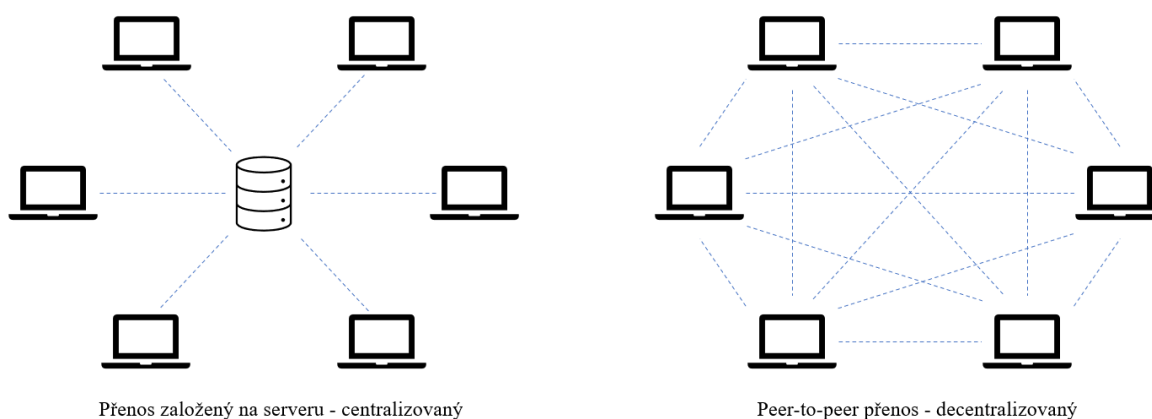 Přenos založený na serveru - centralizovaný
Peer-to-peer přenos - decentralizovaný